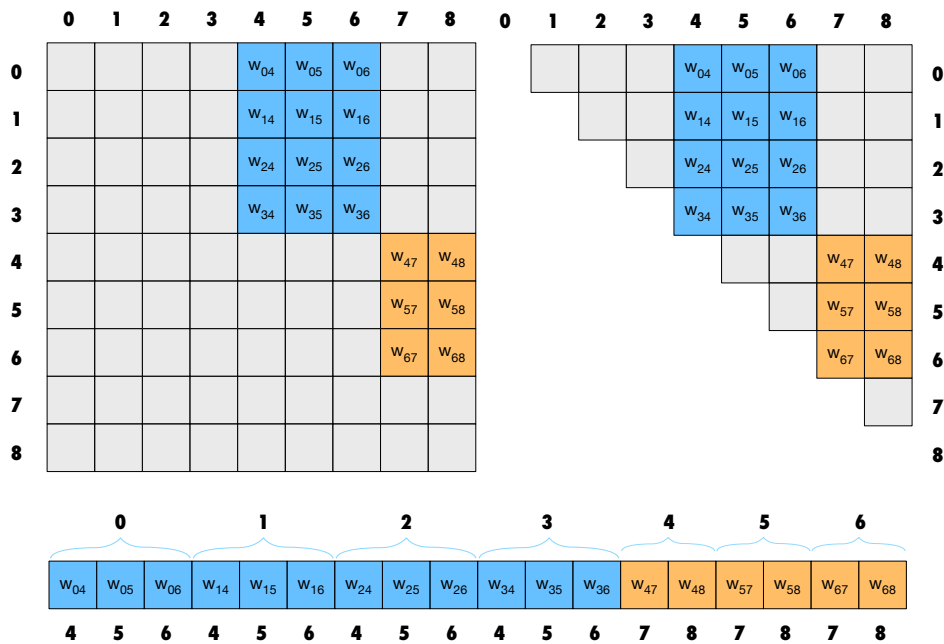 0 1 2 3 4 5 6 7 8
0 w04 w05 w06
1 w14 w15 w16
2 w24 w25 w26
3 w34 w35 w36
4 w47 w48
5 w57 w58
6 w67 w68
7
8
0 1 2 3 4 5 6 7 8
w04 w05 w06 0
w14 w15 w16 1
w24 w25 w26 2
w34 w35 w36 3
w47 w48 4
w57 w58 5
w67 w68 6
7
8
0 1 2 3 4 5 6
w04 w05 w06 w14 w15 w16 w24 w25 w26 w34 w35 w36 w47 w48 w57 w58 w67 w68
4 5 6 4 5 6 4 5 6 4 5 6 7 8 7 8 7 8